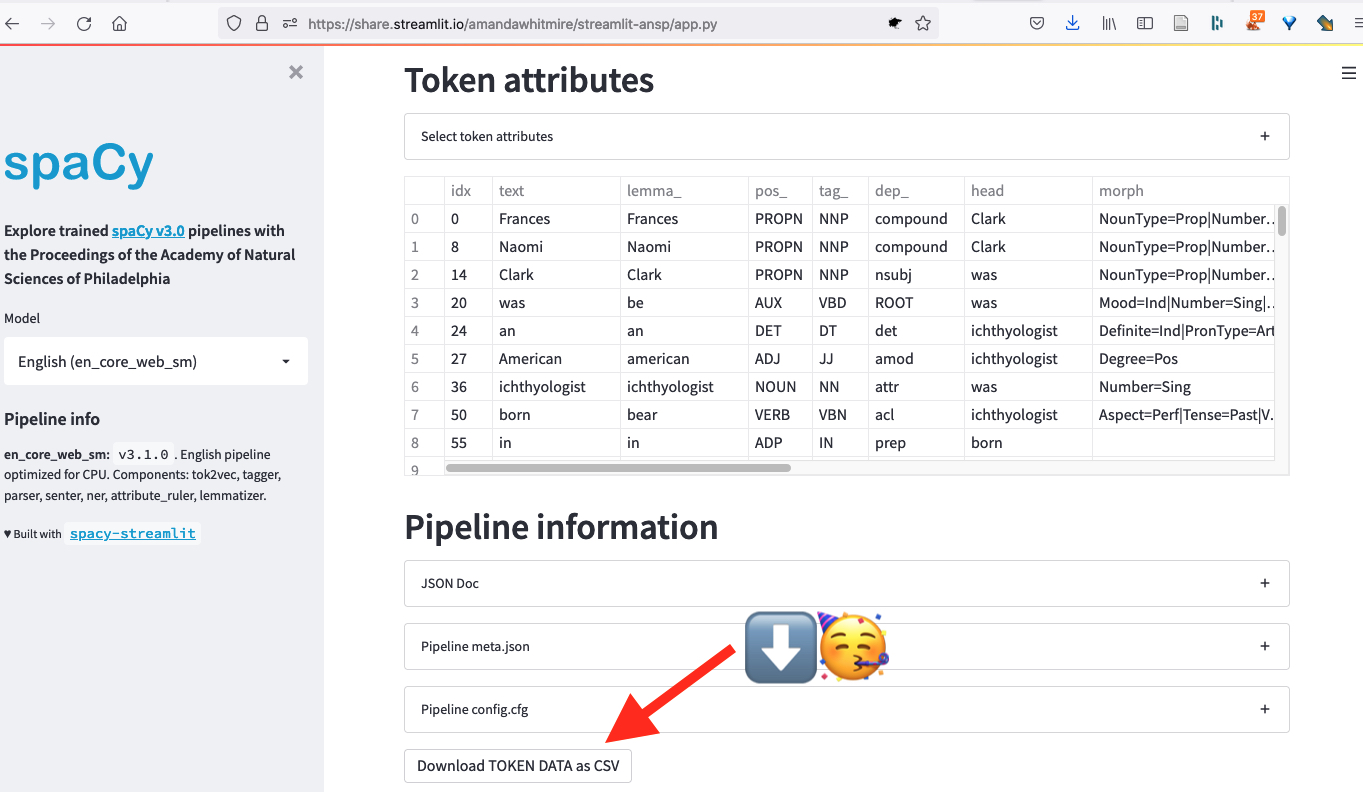 https://share.streamlit.io/amandawhitmire/streamlit-ansp/app.py
37
spaCy
Explore trained spaCy v3.0 pipelines with
the Proceedings of the Academy of Natural
Sciences of Philadelphia
Model
English (en_core_web_sm)
Pipeline info
en_core_web_sm: v3.1.0. English pipeline
optimized for CPU. Components: tok2vec, tagger,
parser, senter, ner, attribute_ruler, lemmatizer.
♥ Built with spacy-streamlit
Token attributes
Select token attributes +
idx text lemma_ pos_ tag_ dep_ head morph
0 0 Frances Frances PROPN NNP compound Clark NounType=Prop|Number…
1 8 Naomi Naomi PROPN NNP compound Clark NounType=Prop|Number…
2 14 Clark Clark PROPN NNP nsubj was NounType=Prop|Number…
3 20 was be AUX VBD ROOT was Mood=Ind|Number=Sing|…
4 24 an an DET DT det ichthyologist Definite=Ind|PronType=Art
5 27 American american ADJ JJ amod ichthyologist Degree=Pos
6 36 ichthyologist ichthyologist NOUN NN attr was Number=Sing
7 50 born bear VERB VBN acl ichthyologist Aspect=Perf|Tense=Past|V…
8 55 in in ADP IN prep born
9
Pipeline information
JSON Doc +
Pipeline meta.json +
Pipeline config.cfg +
Download TOKEN DATA as CSV